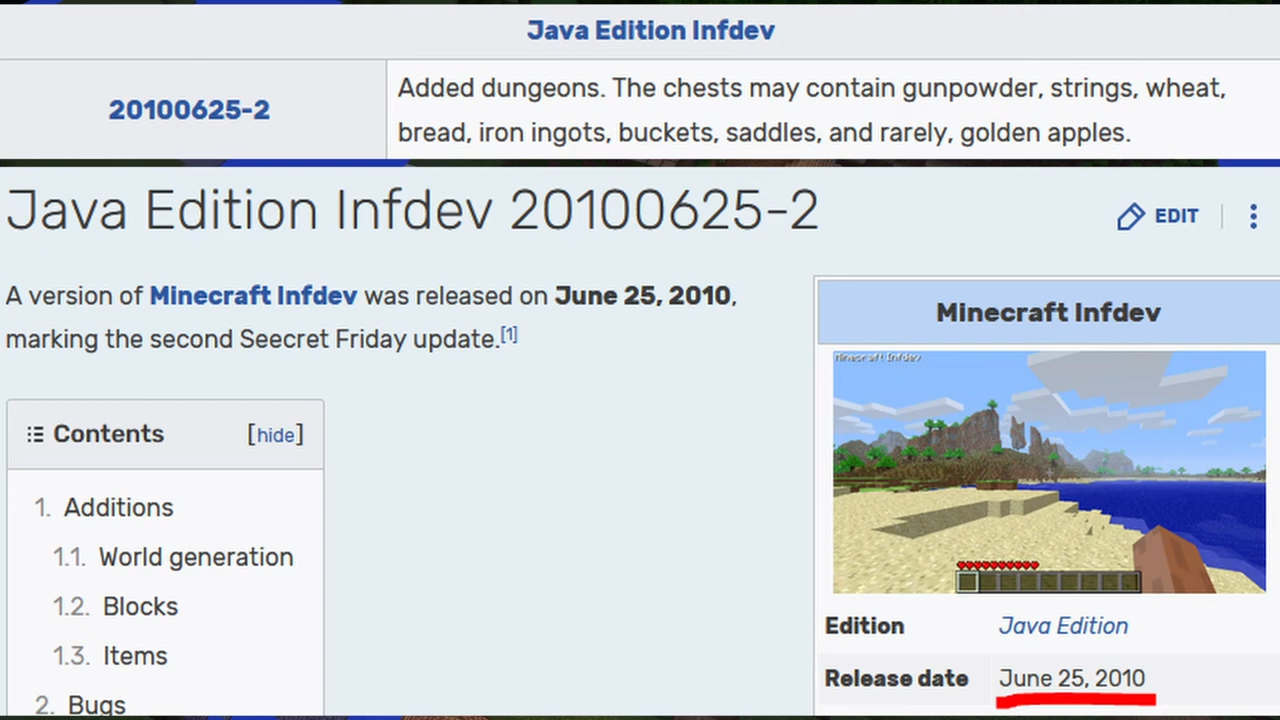 Java Edition Infdev
20100625-2
Added dungeons. The chests may contain gunpowder, strings, wheat,
bread, iron ingots, buckets, saddles, and rarely, golden apples.
Java Edition Infdev 20100625-2
EDIT
A version of Minecraft Infdev was released on June 25, 2010,
marking the second Seecret Friday update.[1]
Minecraft Infdev
Minecraft Infdev
Contents
[hide]
1. Additions
1.1. World generation
1.2. Blocks
1.3. Items
2. Bugs
Edition
Java Edition
Release date
June 25, 2010